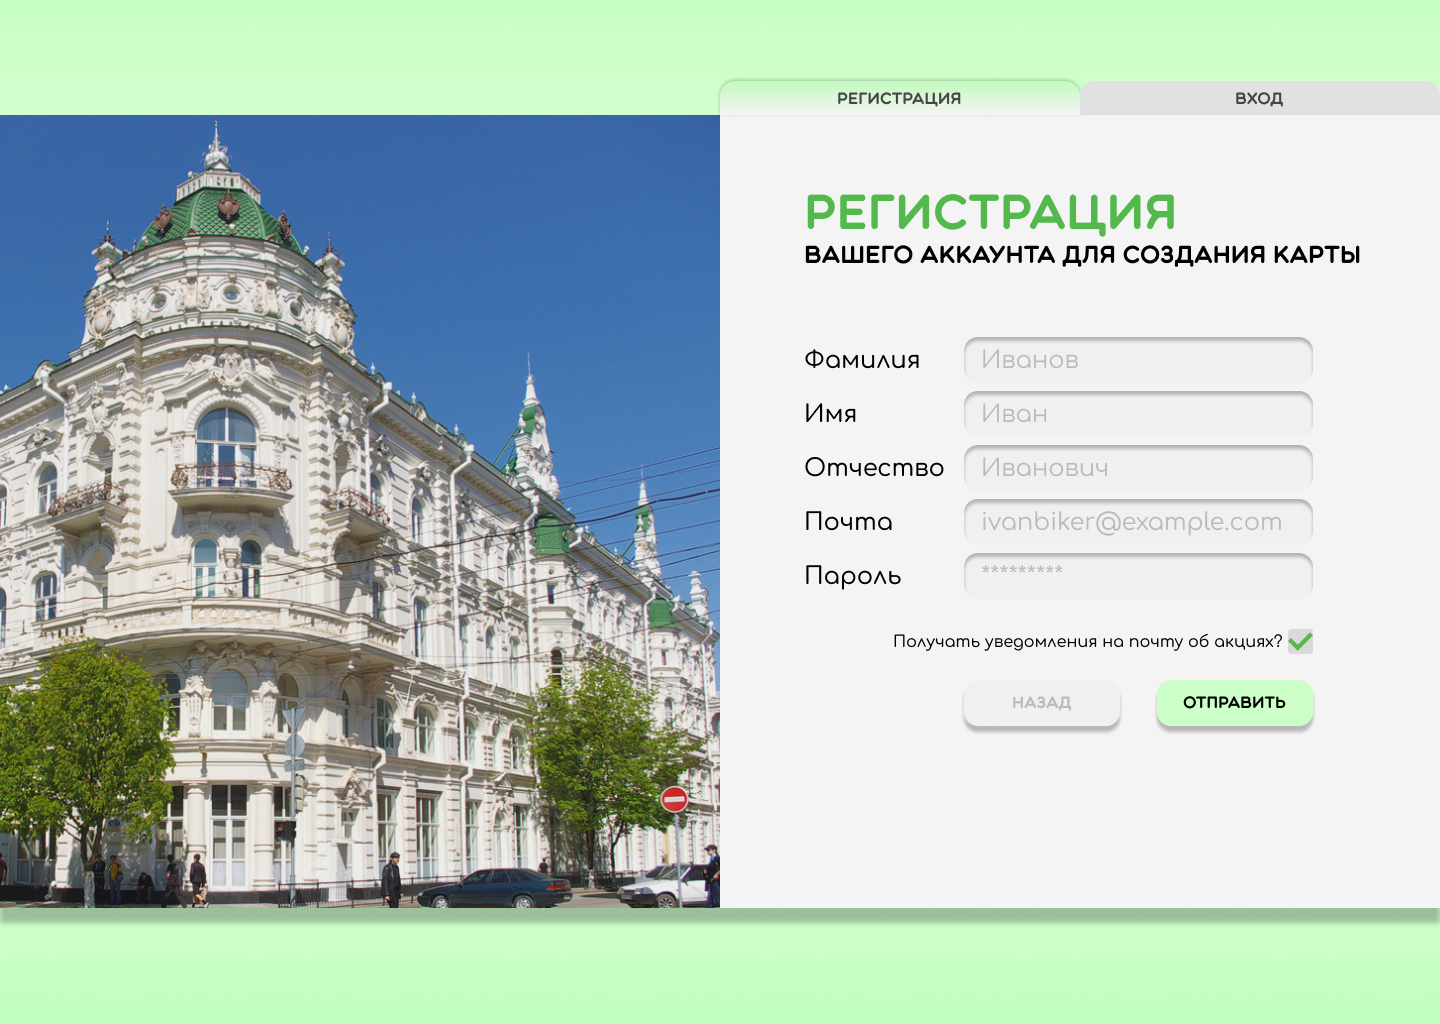 РЕГИСТРАЦИЯ
ВХОД
РЕГИСТРАЦИЯ
ВАШЕГО АККАУНТА ДЛЯ СОЗДАНИЯ КАРТЫ
Фамилия Иванов
Имя Иван
Отчество Иванович
Почта ivanbiker@example.com
Пароль *********
Получать уведомления на почту об акциях?
НАЗАД
ОТПРАВИТЬ